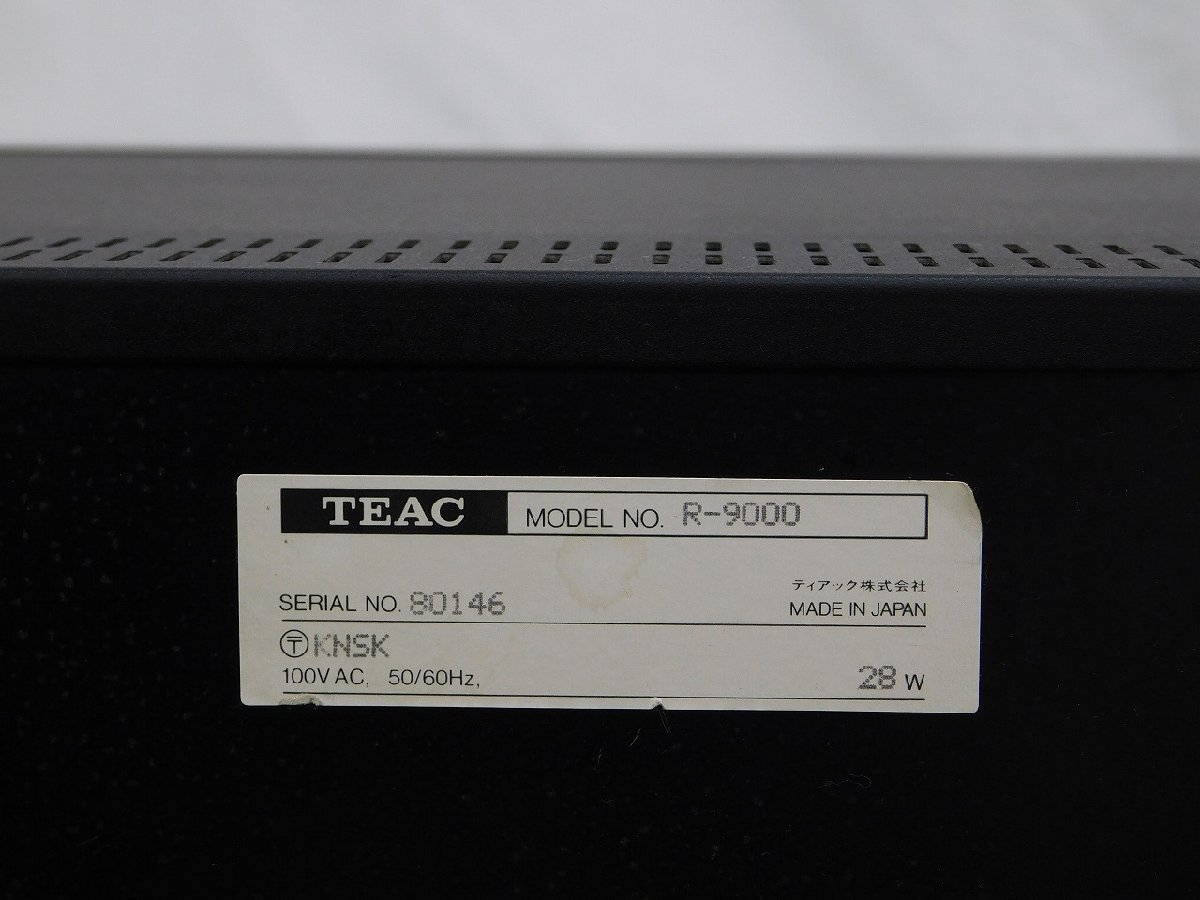 TEAC MODEL NO. R-9000
ティアック株式会社
SERIAL NO. 80146 MADE IN JAPAN
〒 KNSK
100V AC, 50/60Hz, 28 W